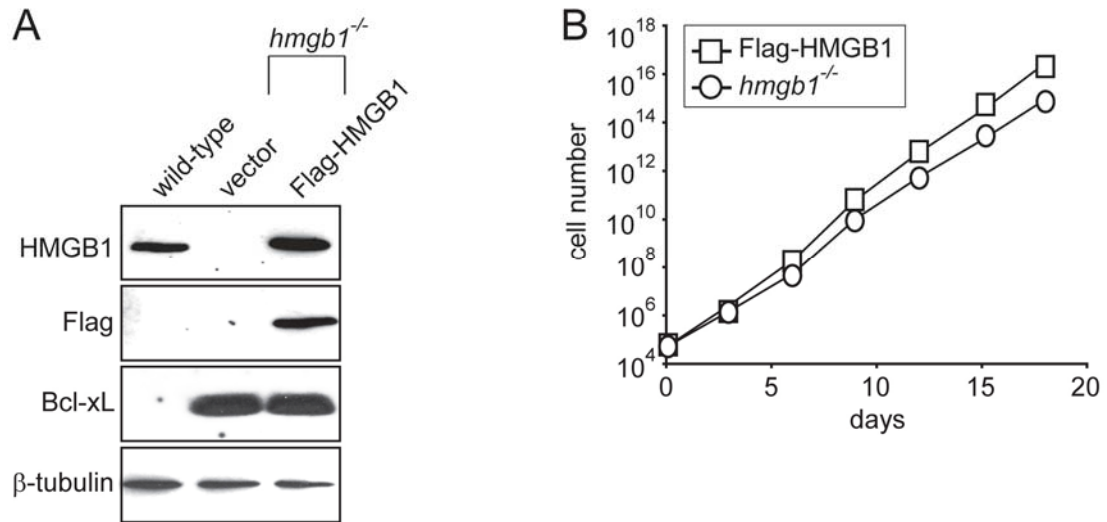 A
hmgb1-/-
wild-type
vector
Flag-HMGB1
HMGB1
Flag
Bcl-xL
β-tubulin
B
10^18
10^16
10^14
10^12
10^10
10^8
10^6
10^4
cell number
Flag-HMGB1
hmgb1-/-
0
5
10
15
20
days